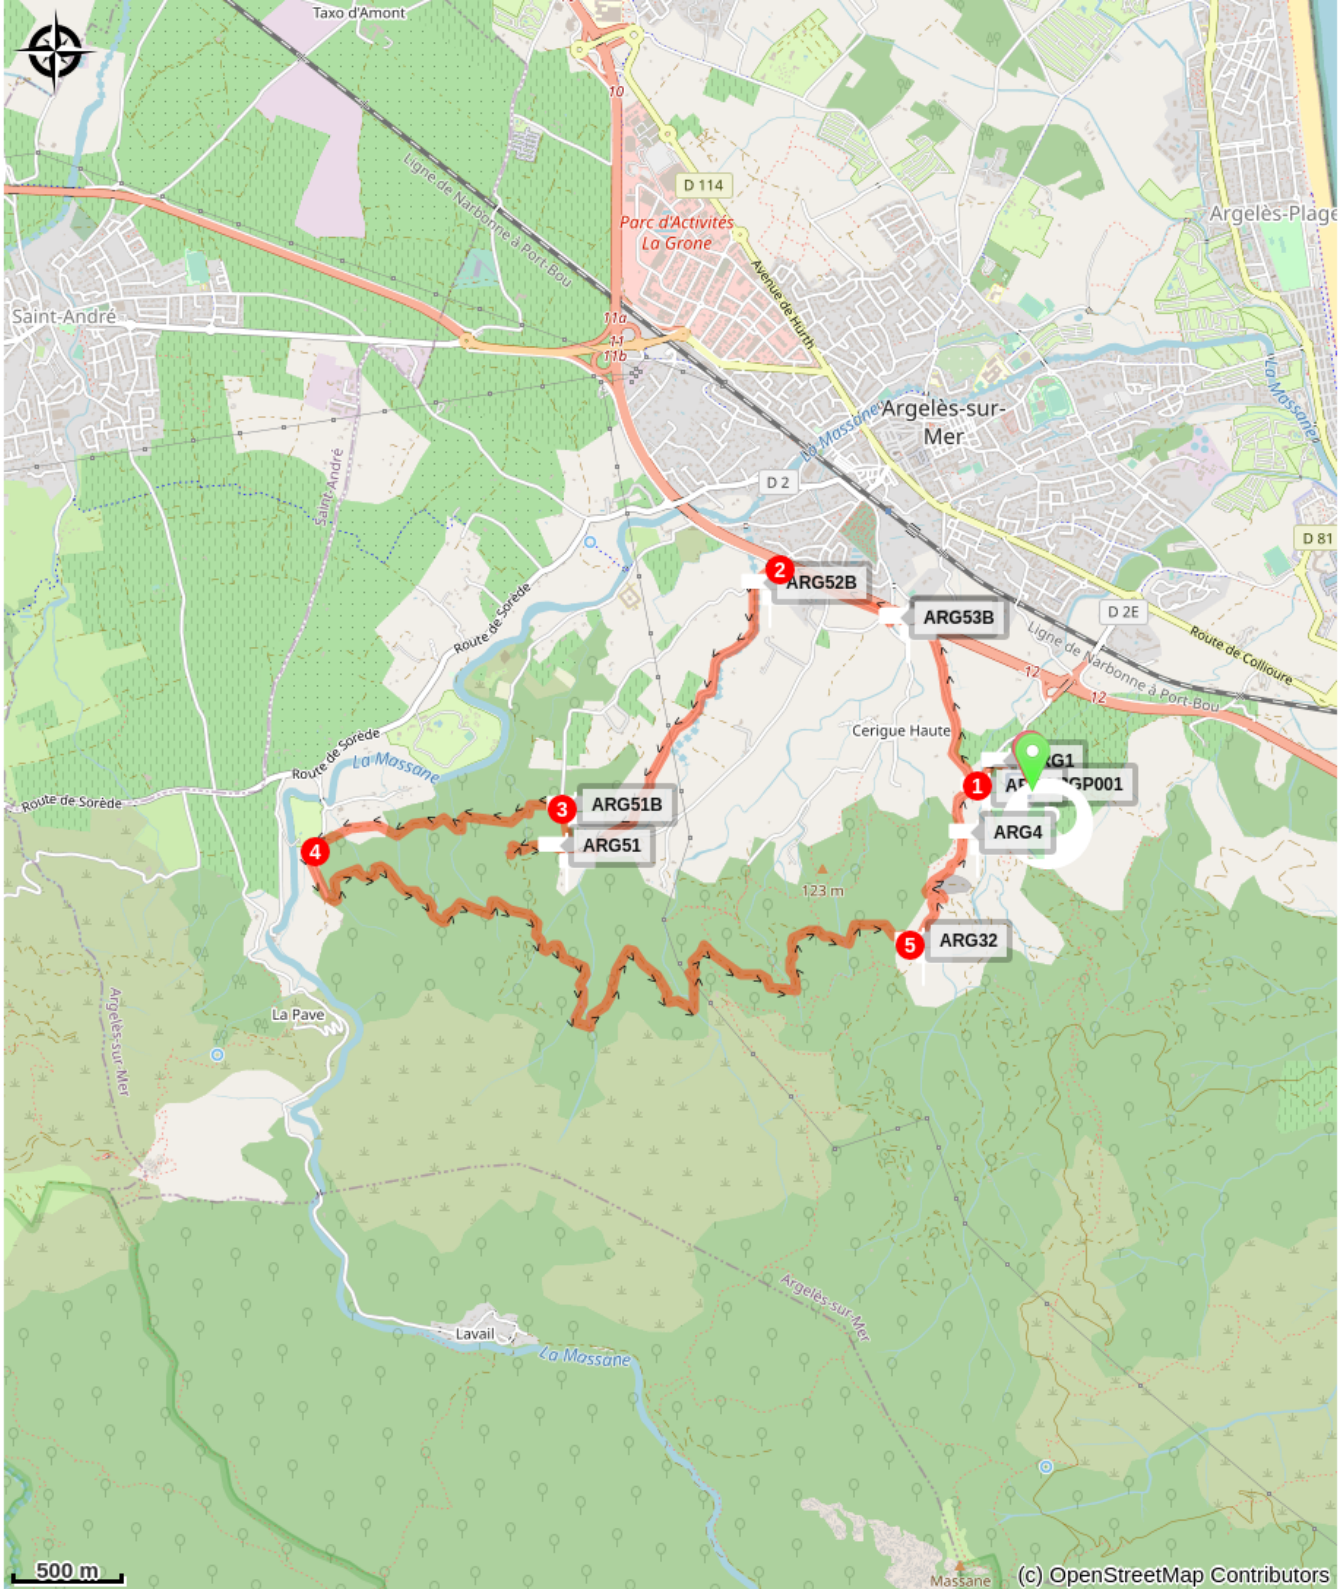 Taxo d'Amont
10
Ligne de Narbonne à Port-Bou
D 114
Parc d'Activités
La Grone
Argelès-Plage
Avenue de Hürth
Saint-André
11a
11
11b
La Massane
La Massane
Argelès-sur-
Mer
D 2
Saint-André
D 81
2
ARG52B
Route de Sorède
ARG53B
D 2E
Ligne de Narbonne à Port-Bou
Route de Collioure
12
12
Cerigue Haute
Route de Sorède
La Massane
Route de Sorède
1
GP001
3
ARG51B
ARG4
ARG51
4
123 m
5
ARG32
La Pave
Argelès-sur-Mer
Argelès-sur-Mer
Lavail
La Massane
500 m
Massane
(c) OpenStreetMap Contributors